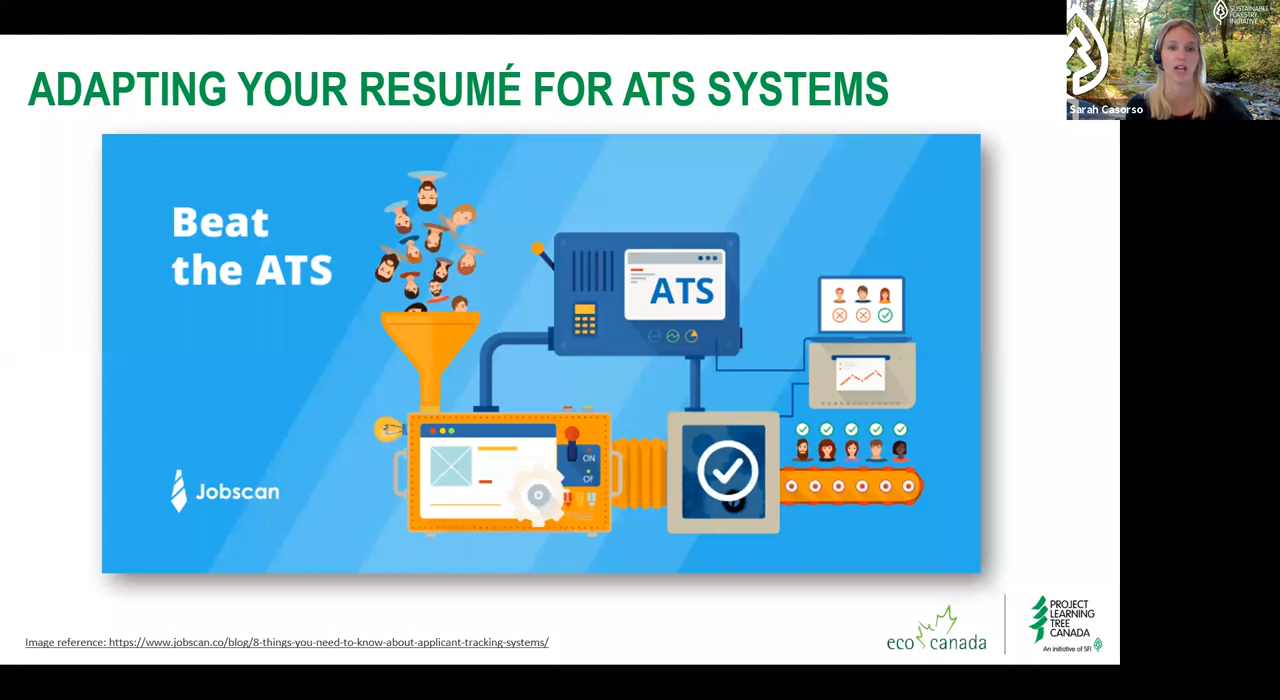 SUSTAINABLE
FORESTRY
INITIATIVE
Sarah Casorso
ADAPTING YOUR RESUMÉ FOR ATS SYSTEMS
Beat
the ATS
ATS
ON
OF
Jobscan
Image reference: https://www.jobscan.co/blog/8-things-you-need-to-know-about-applicant-tracking-systems/
eco canada
PROJECT
LEARNING
TREE
CANADA
An initiative of SFI